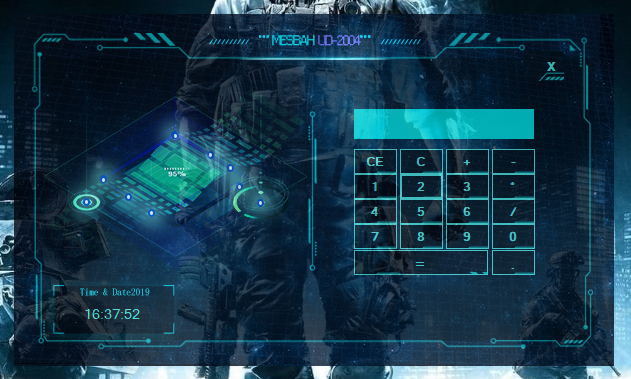 MESBAH UD-2004
X
95%
CE C + -
1 2 3 *
4 5 6 /
7 8 9 0
= .
Time & Date2019
16:37:52